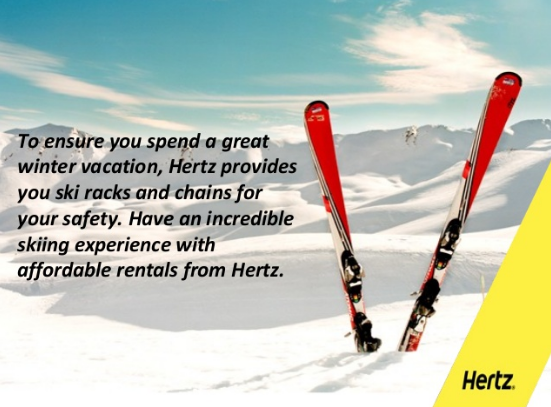 To ensure you spend a great
winter vacation, Hertz provides
you ski racks and chains for
your safety. Have an incredible
skiing experience with
affordable rentals from Hertz.
Hertz.